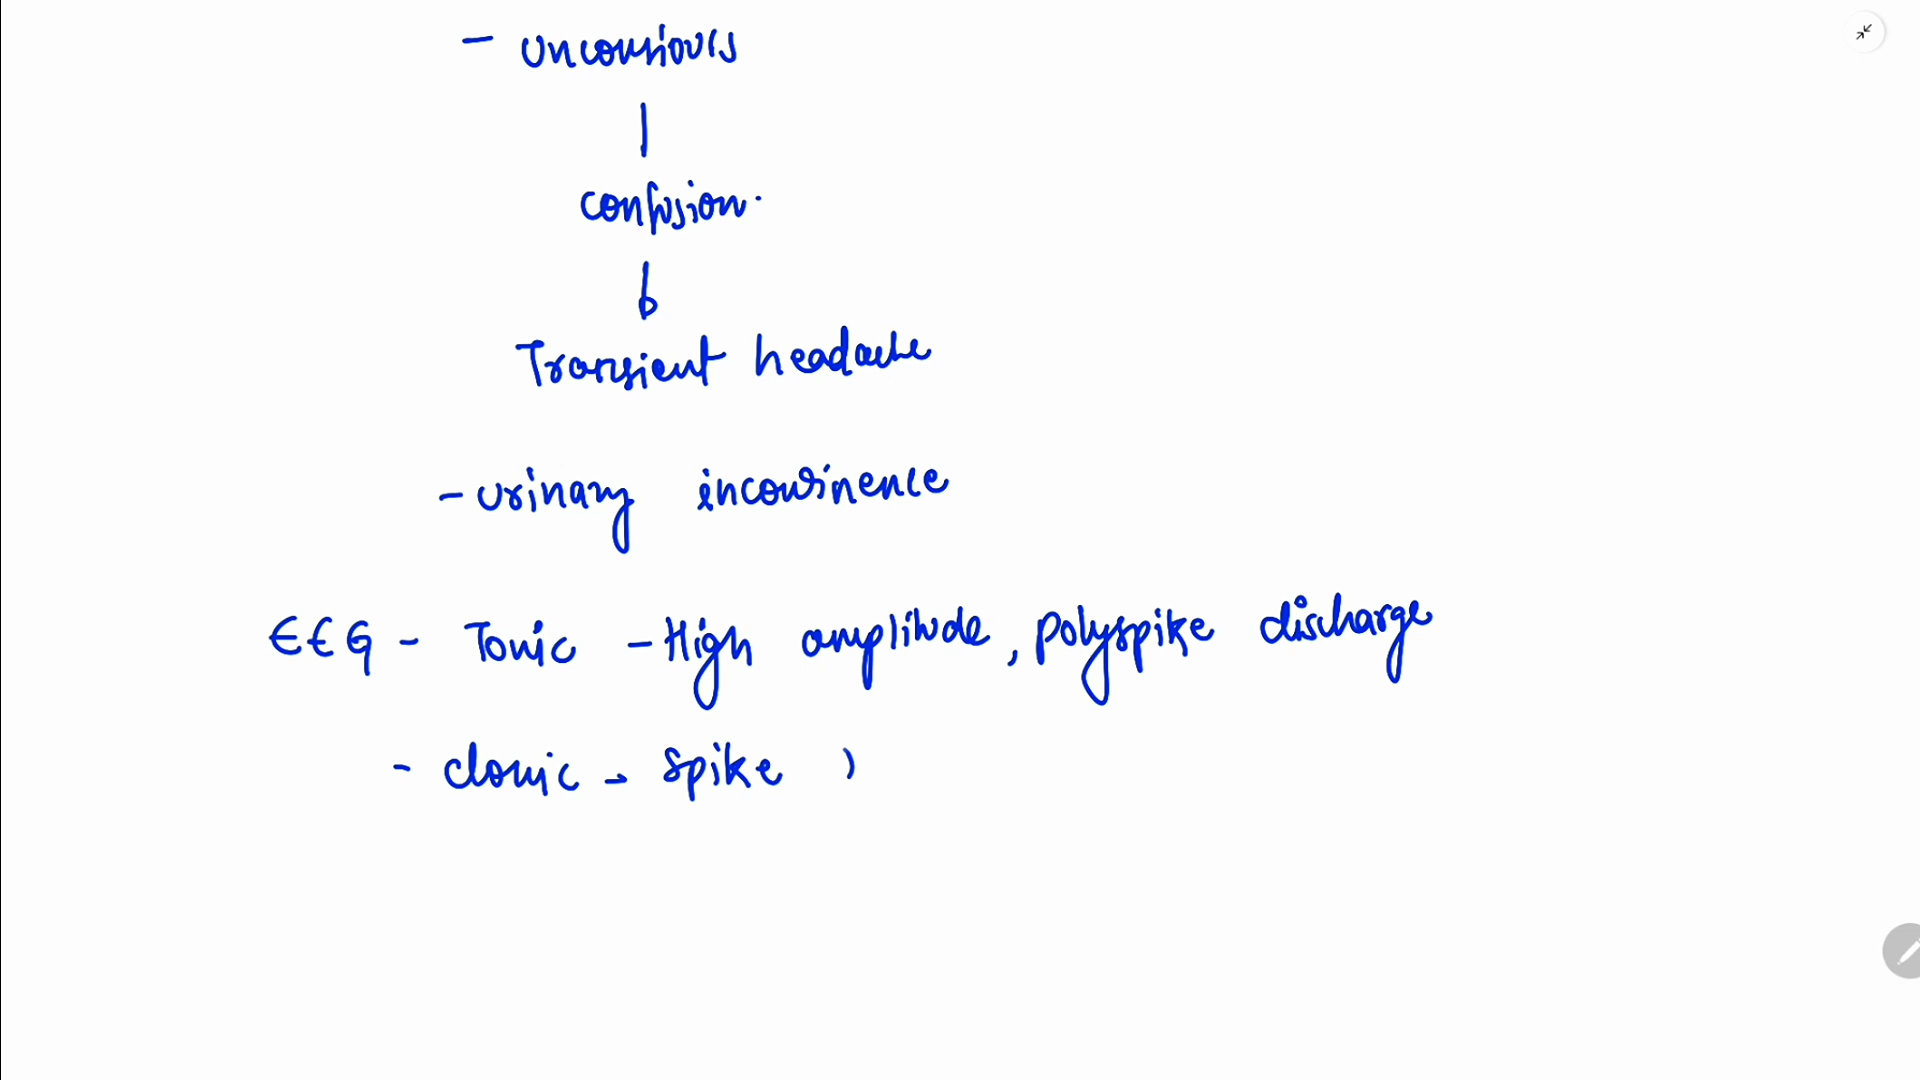 - unconsious
confusion.
Transient headache
- urinary incontinence
EEG - Tonic - High amplitude, polyspike discharge
- clonic - spike )